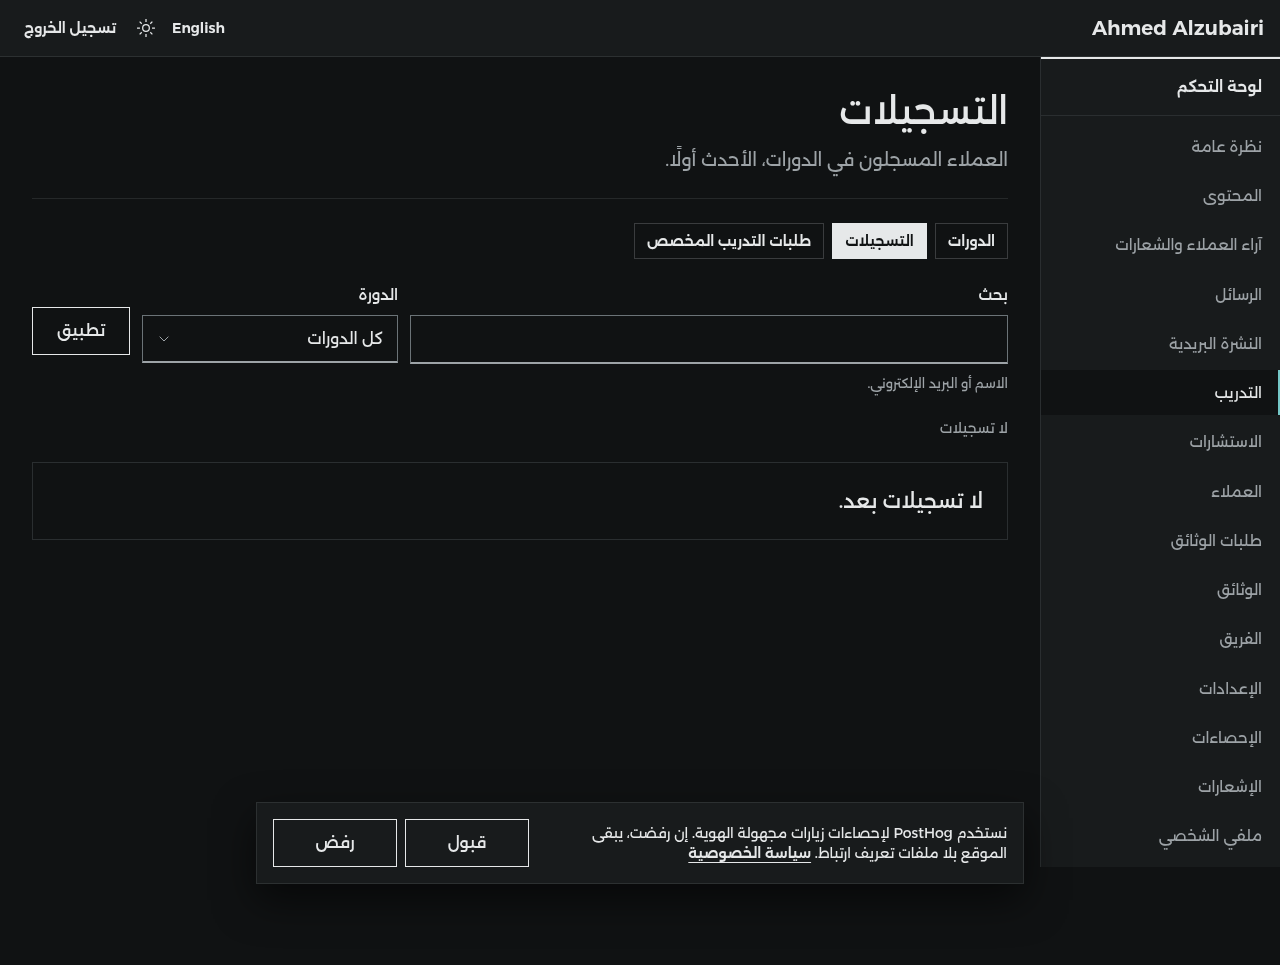 Ahmed Alzubairi
English
تسجيل الخروج
لوحة التحكم
نظرة عامة
المحتوى
آراء العملاء والشعارات
الرسائل
النشرة البريدية
التدريب
الاستشارات
العملاء
طلبات الوثائق
الوثائق
الفريق
الإعدادات
الإحصاءات
الإشعارات
ملفي الشخصي
التسجيلات
العملاء المسجلون في الدورات، الأحدث أولًا.
الدورات
التسجيلات
طلبات التدريب المخصص
بحث
الدورة
كل الدورات
تطبيق
الاسم أو البريد الإلكتروني.
لا تسجيلات
لا تسجيلات بعد.
نستخدم PostHog لإحصاءات زيارات مجهولة الهوية. إن رفضت، يبقى
الموقع بلا ملفات تعريف ارتباط. سياسة الخصوصية
قبول
رفض